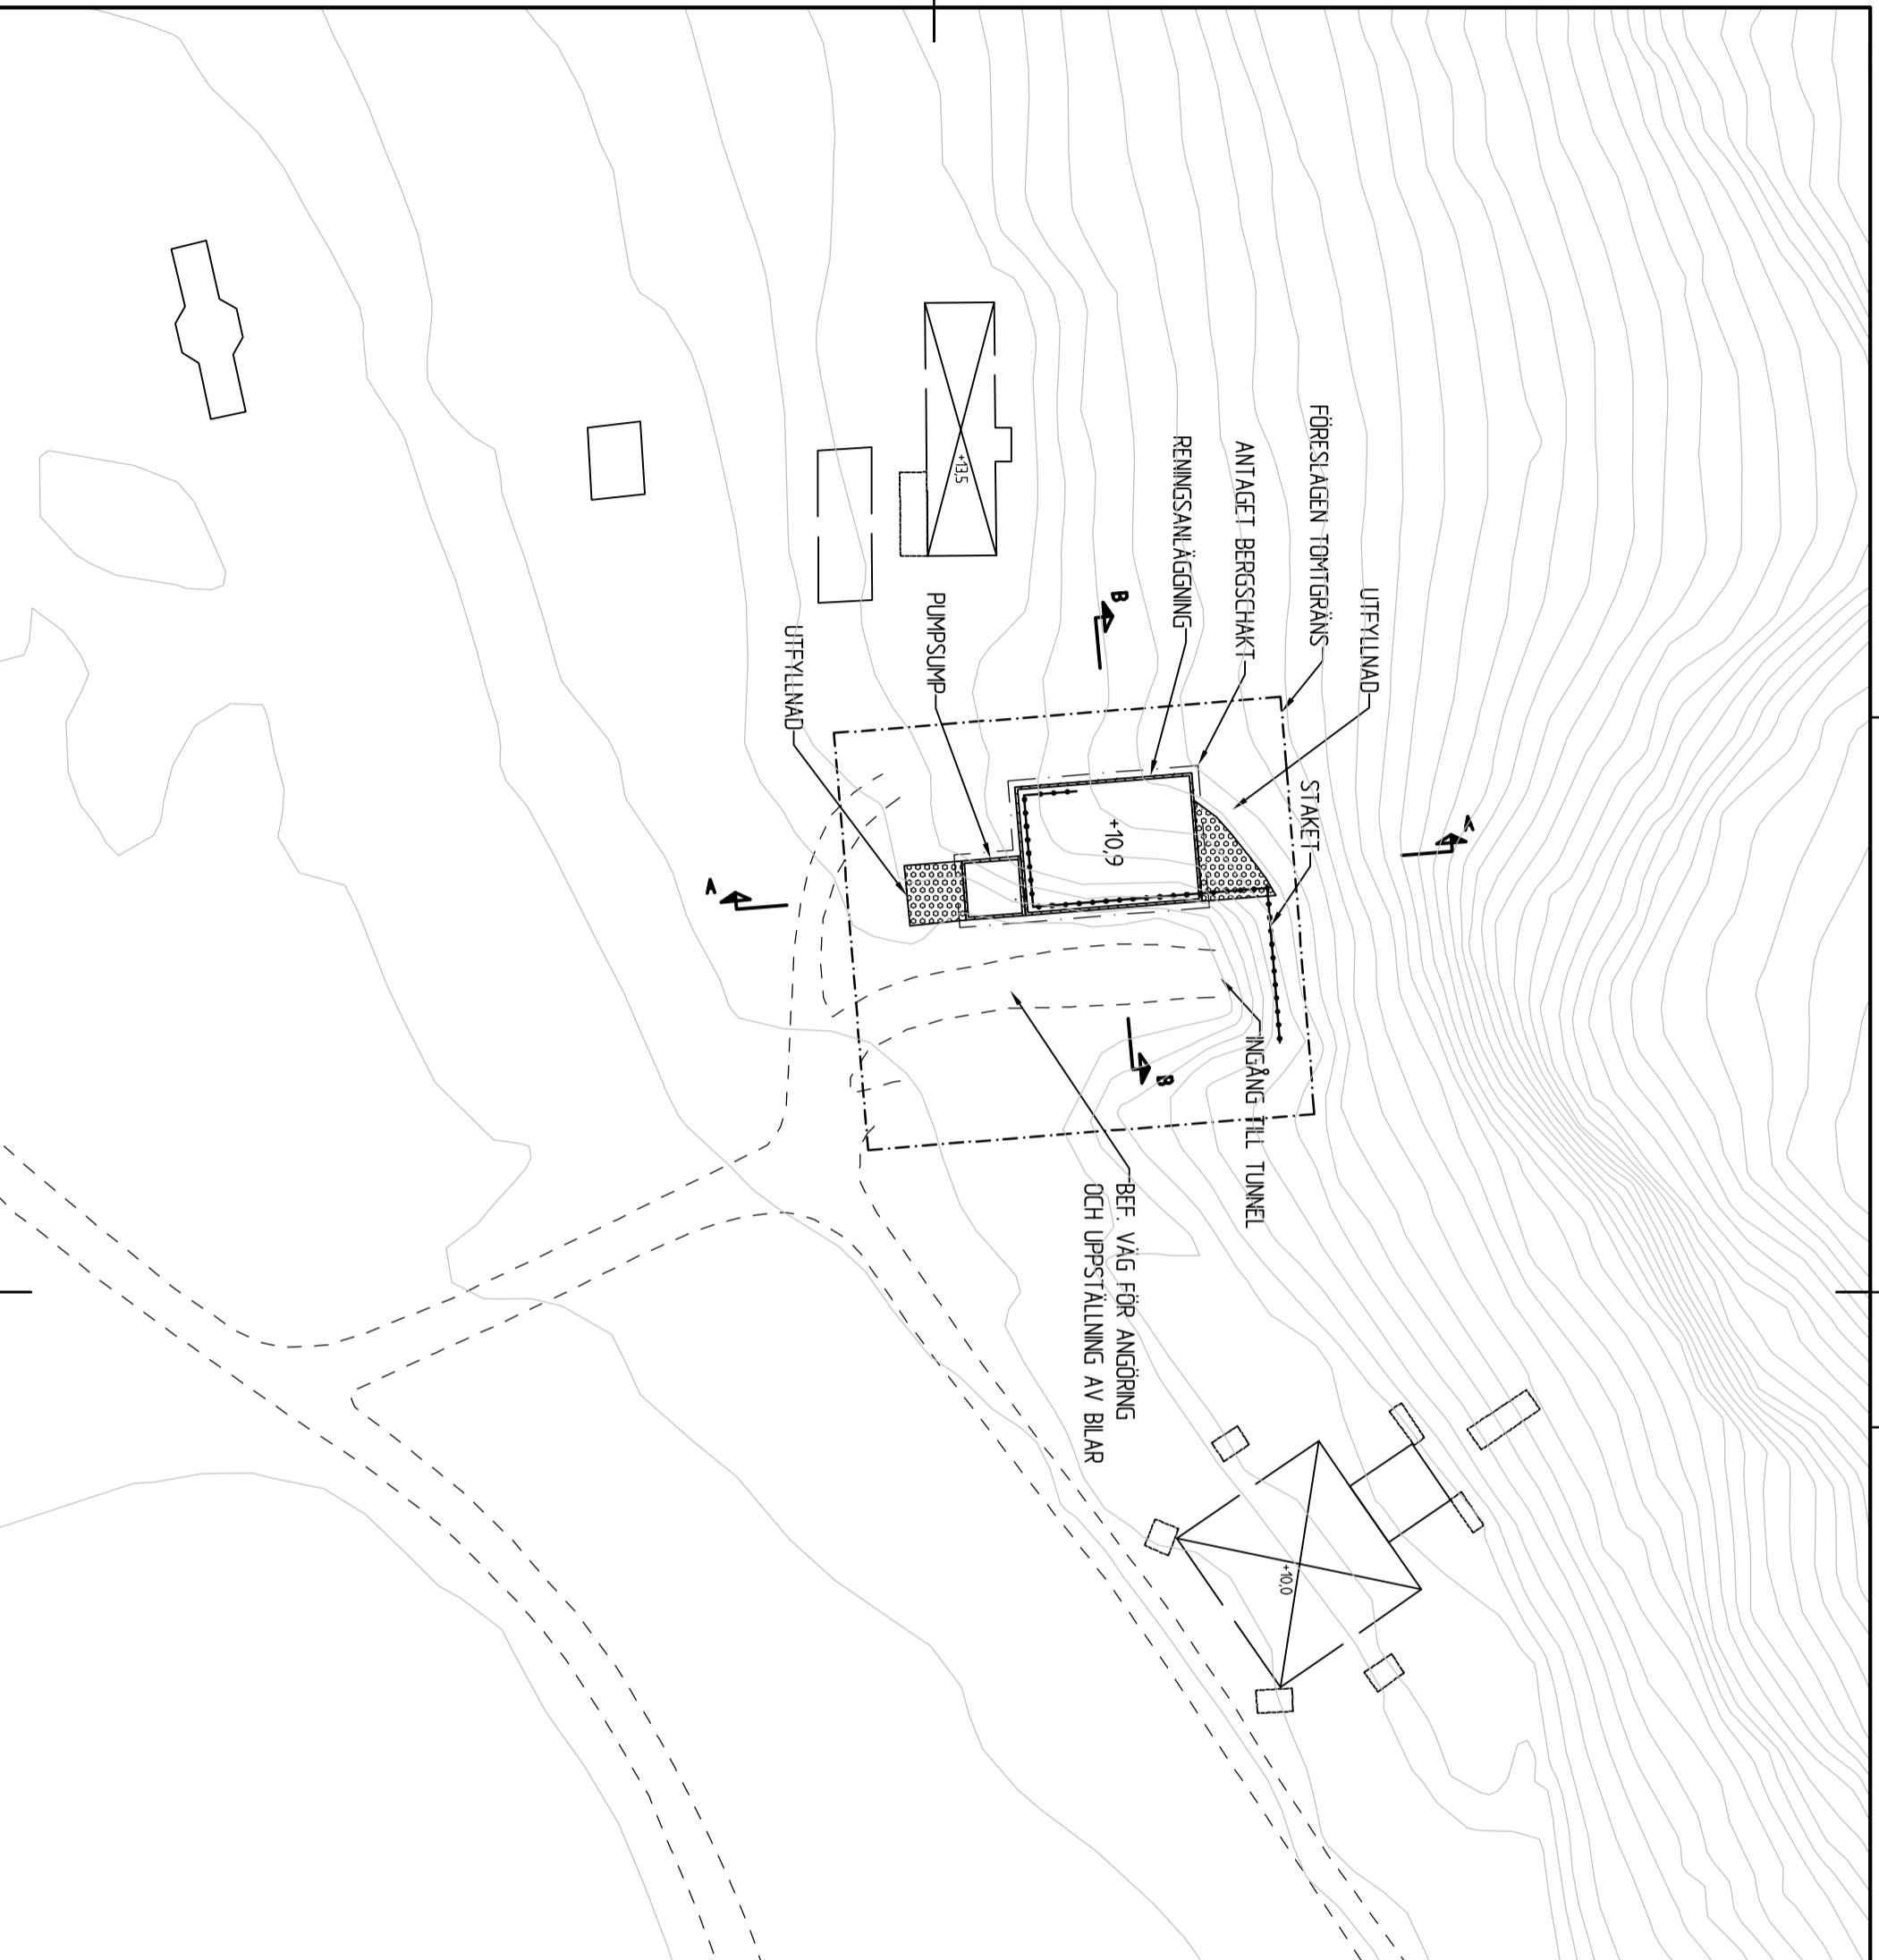 FÖRESLAGEN TOMTGRÄNS
UTFYLLNAD
ANTAGET BERGSCHAKT
RENINGSANLÄGGNING
STAKET
A
B
+13,5
PUMPSUMP
UTFYLLNAD
+10,9
A
B
INGÅNG TILL TUNNEL
BEF. VÄG FÖR ANGÖRING
OCH UPPSTÄLLNING AV BILAR
+10,0